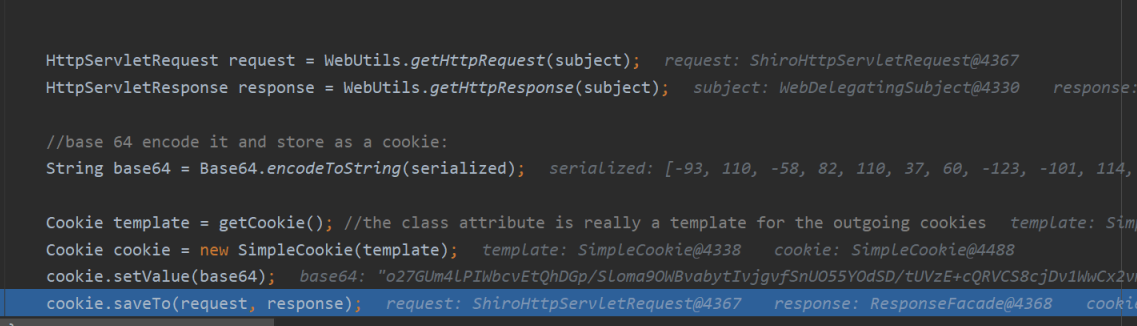 HttpServletRequest request = WebUtils.getHttpRequest(subject); request: ShiroHttpServletRequest@4367
HttpServletResponse response = WebUtils.getHttpResponse(subject); subject: WebDelegatingSubject@4330 response:
//base 64 encode it and store as a cookie:
String base64 = Base64.encodeToString(serialized); serialized: [-93, 110, -58, 82, 110, 37, 60, -123, -101, 114,
Cookie template = getCookie(); //the class attribute is really a template for the outgoing cookies template: Simp
Cookie cookie = new SimpleCookie(template); template: SimpleCookie@4338 cookie: SimpleCookie@4488
cookie.setValue(base64); base64: "o27GUm4lPIWbcvEtQhDGp/Sloma9OWBvabytIvjgvfSnUO55YOdSD/tUVzE+cQRVCS8cjDv1WwCx2v
cookie.saveTo(request, response); request: ShiroHttpServletRequest@4367 response: ResponseFacade@4368 cooki